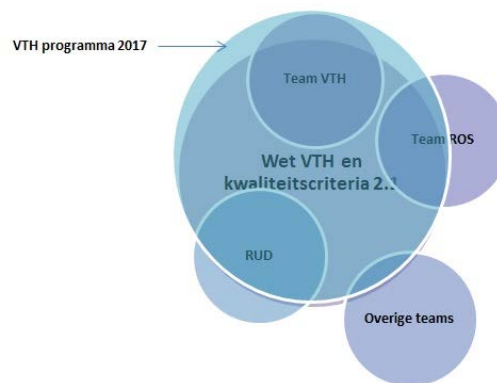 VTH programma 2017
Team VTH
Team ROS
Wet VTH en
kwaliteitscriteria 2.1
RUD
Overige teams